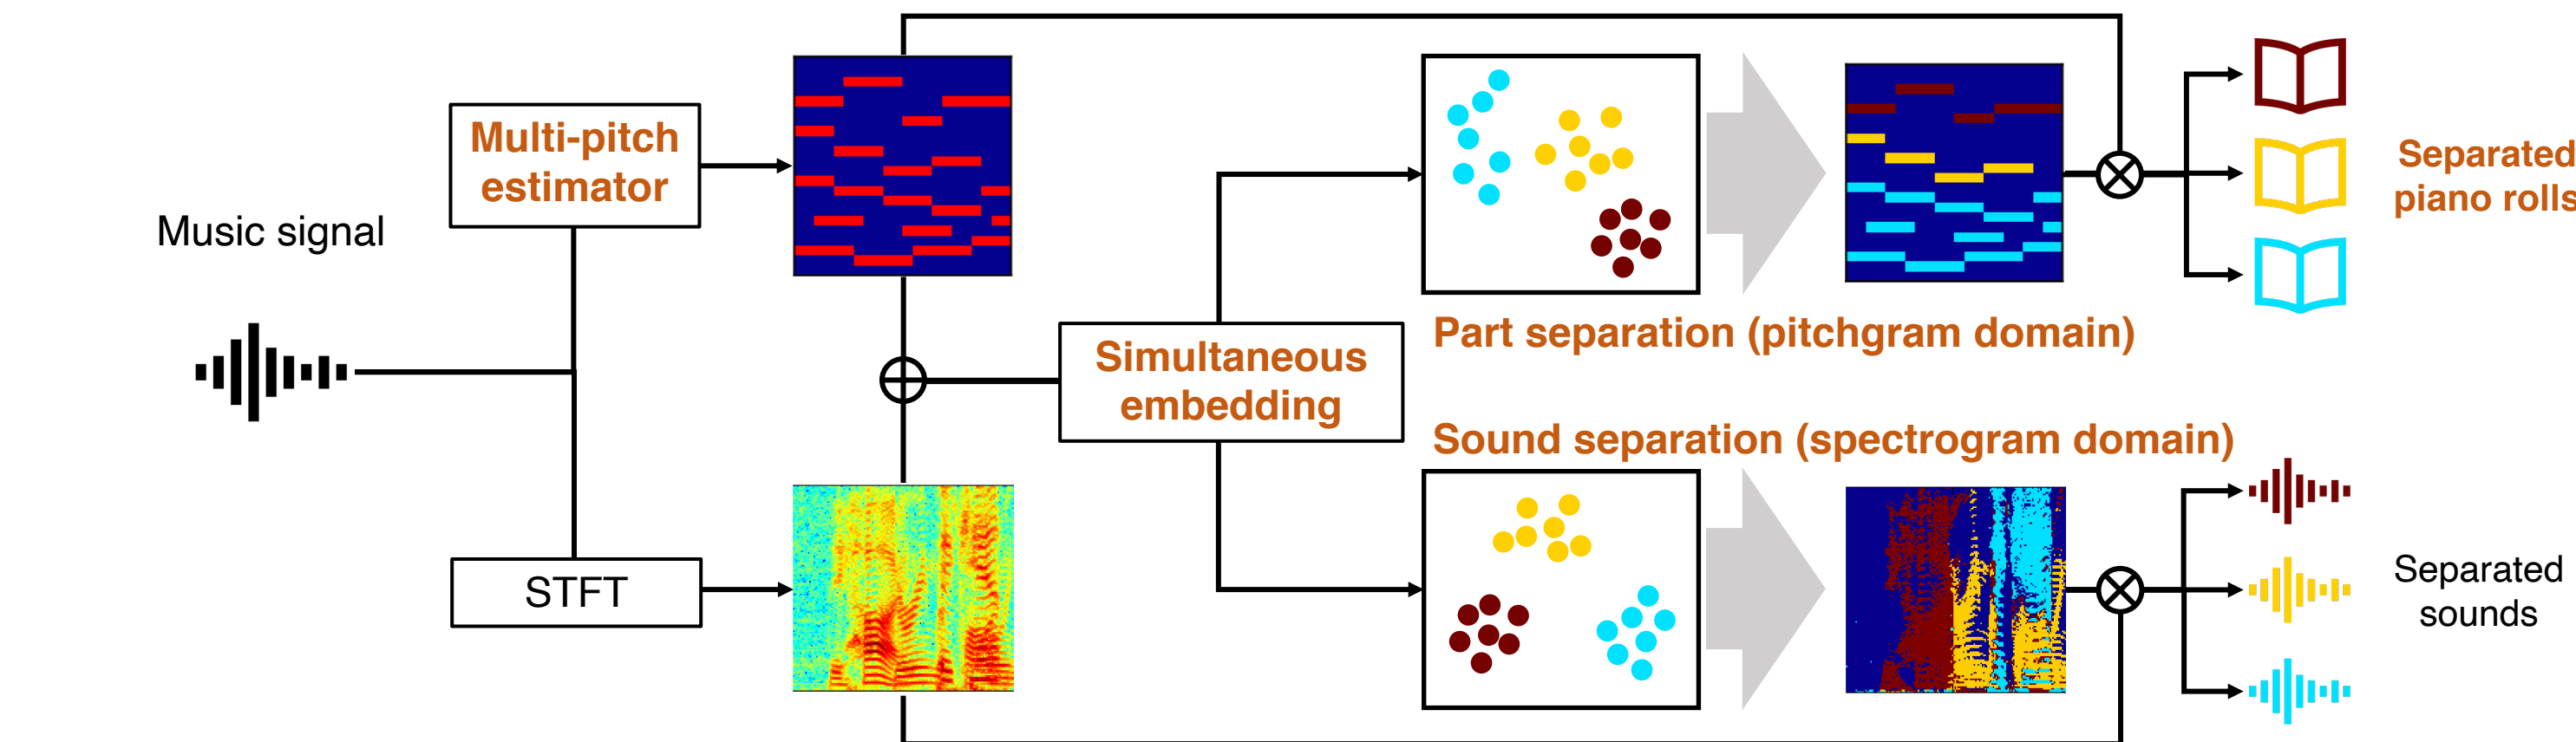 Music signal
Multi-pitch
estimator
STFT
Simultaneous
embedding
Part separation (pitchgram domain)
Sound separation (spectrogram domain)
Separated
piano rolls
Separated
sounds